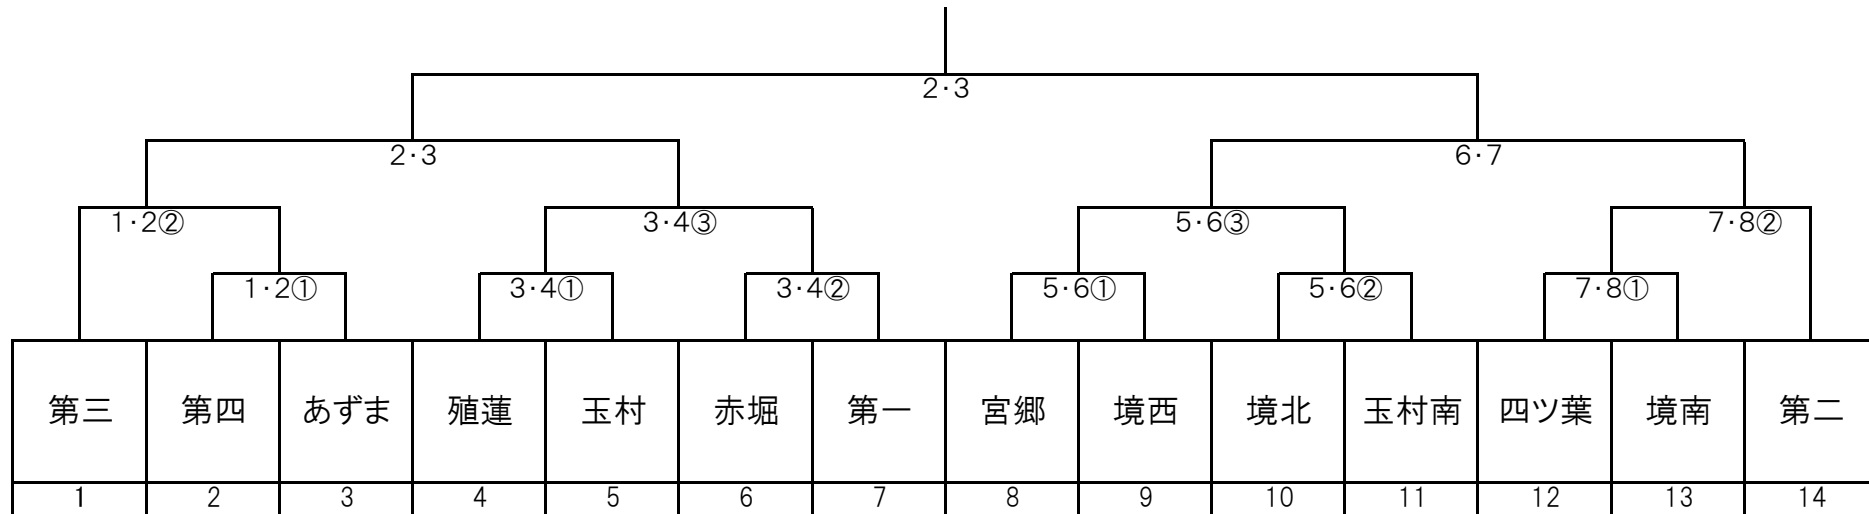 2・3
2・3 6・7
1・2② 3・4③ 5・6③ 7・8②
1・2① 3・4① 3・4② 5・6① 5・6② 7・8①
第三 第四 あずま 殖蓮 玉村 赤堀 第一 宮郷 境西 境北 玉村南 四ツ葉 境南 第二
1 2 3 4 5 6 7 8 9 10 11 12 13 14